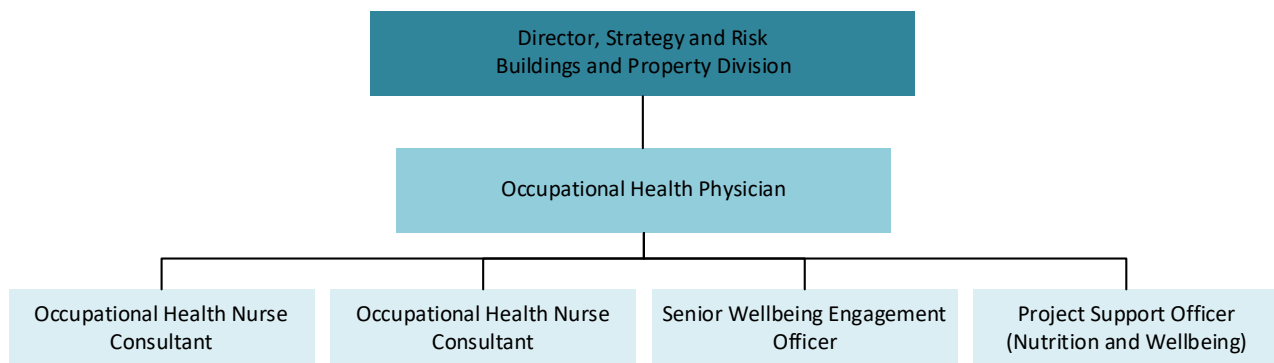 Director, Strategy and Risk
Buildings and Property Division
Occupational Health Physician
Occupational Health Nurse
Consultant
Occupational Health Nurse
Consultant
Senior Wellbeing Engagement
Officer
Project Support Officer
(Nutrition and Wellbeing)